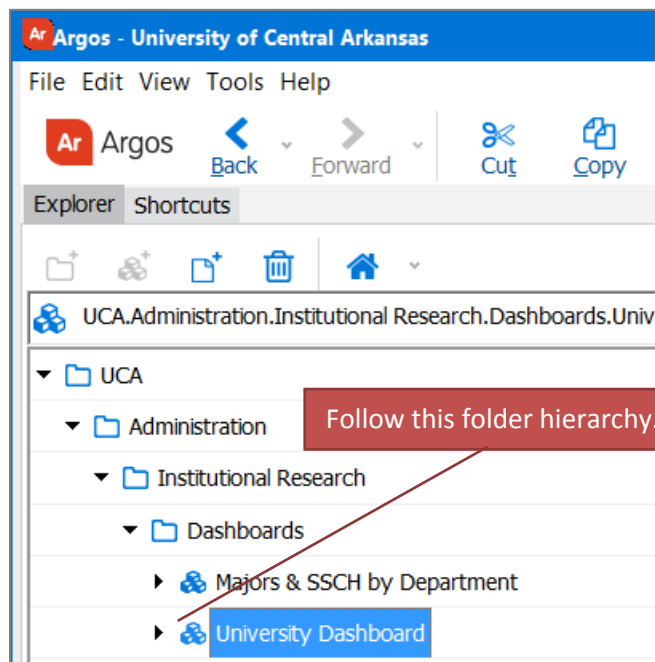 Ar Argos - University of Central Arkansas
File Edit View Tools Help
Ar Argos Back Forward Cut Copy
Explorer Shortcuts
UCA.Administration.Institutional Research.Dashboards.Univ
UCA
Administration
Follow this folder hierarchy.
Institutional Research
Dashboards
Majors & SSCH by Department
University Dashboard